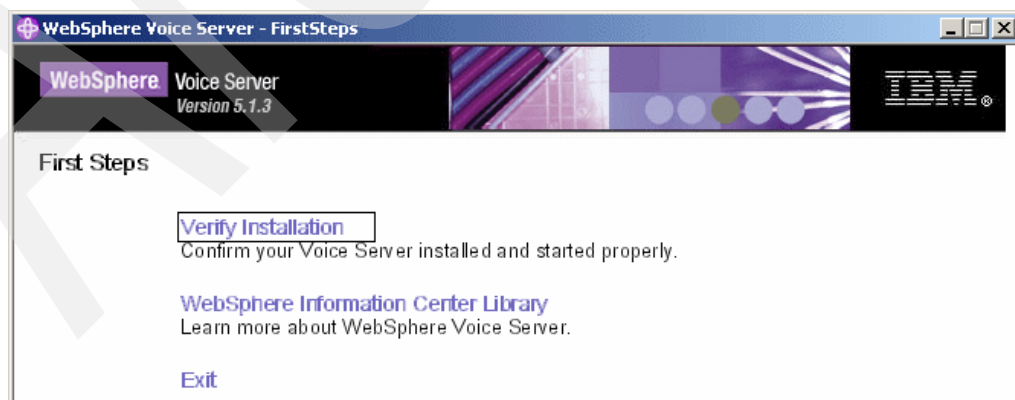 WebSphere Voice Server - FirstSteps
WebSphere Voice Server
Version 5.1.3
IBM®
First Steps
Verify Installation
Confirm your Voice Server installed and started properly.
WebSphere Information Center Library
Learn more about WebSphere Voice Server.
Exit